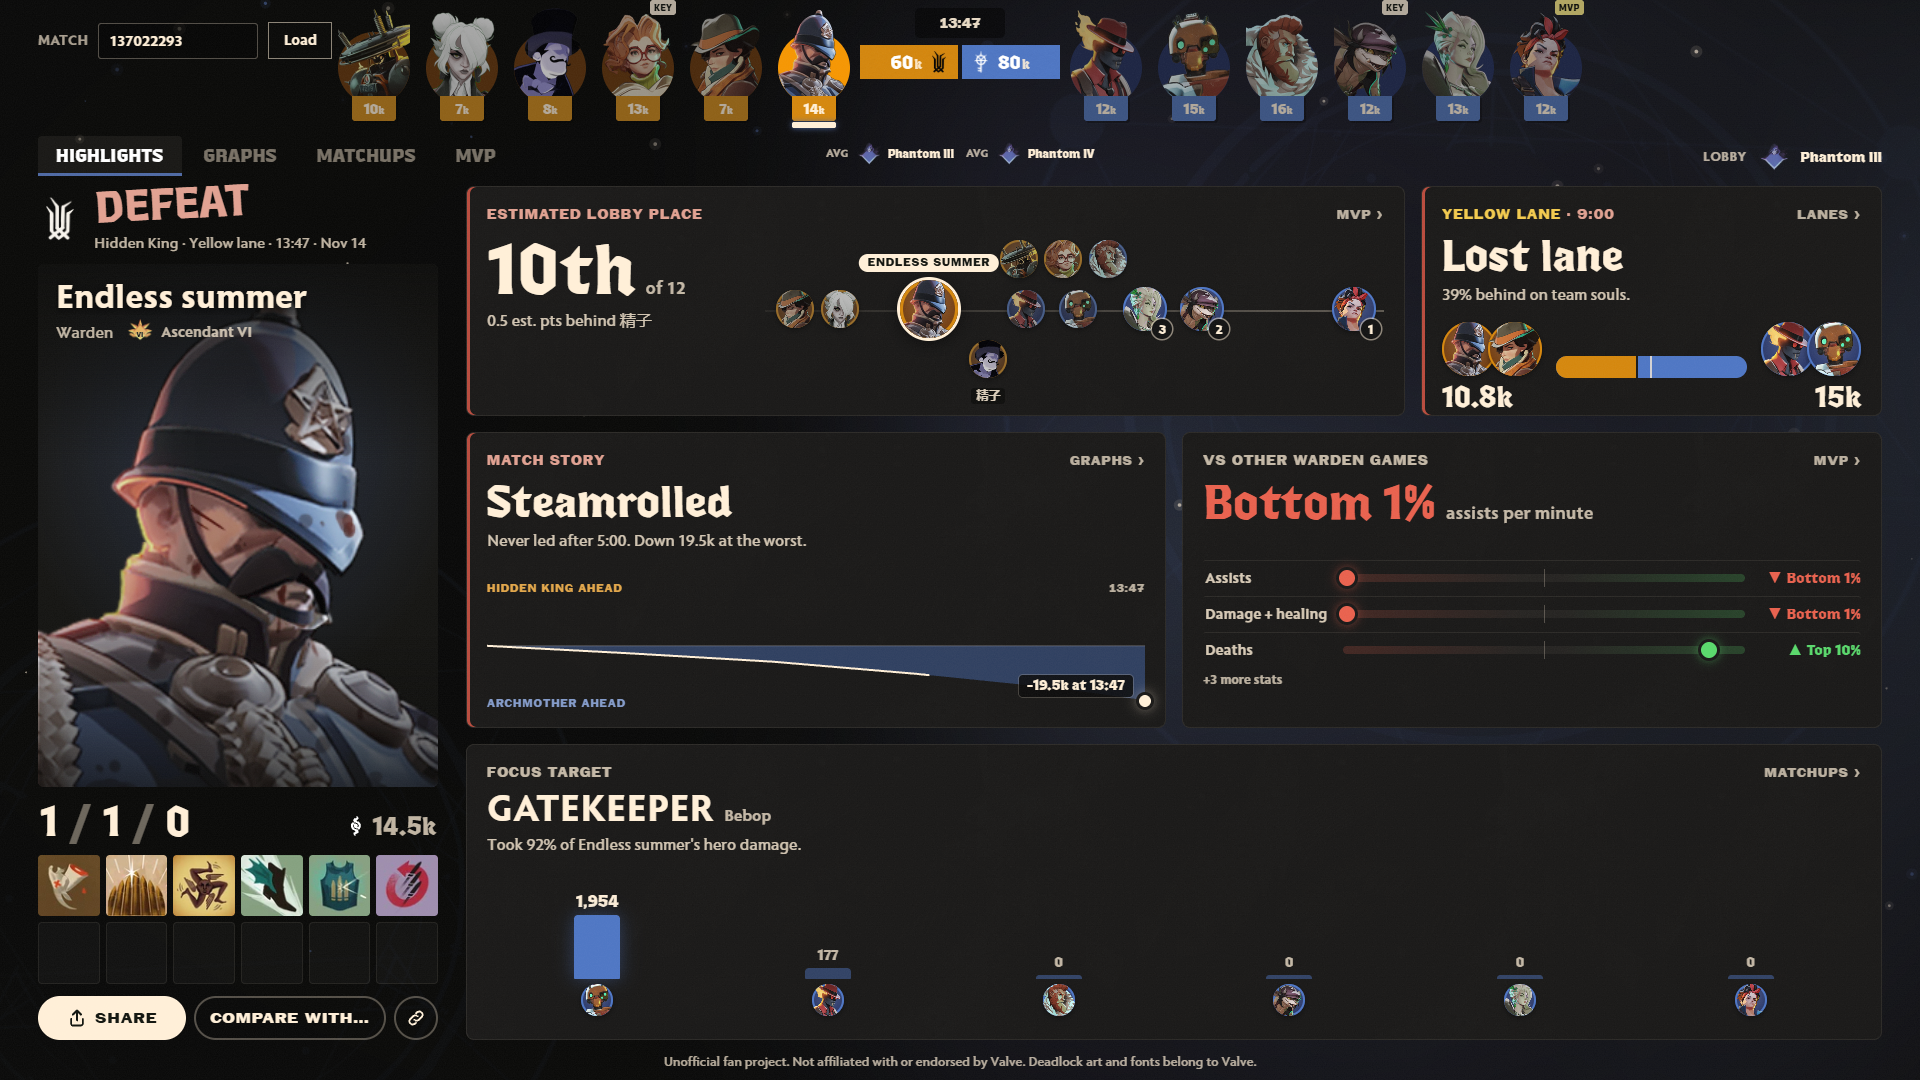 MATCH
137022293
Load
KEY
KEY
MVP
13:47
60k
80k
10k
7k
8k
13k
7k
14k
12k
15k
16k
12k
13k
12k
HIGHLIGHTS
GRAPHS
MATCHUPS
MVP
AVG Phantom III
AVG Phantom IV
LOBBY Phantom III
DEFEAT
Hidden King · Yellow lane · 13:47 · Nov 14
Endless summer
Warden Ascendant VI
1 / 1 / 0
14.5k
SHARE
COMPARE WITH...
ESTIMATED LOBBY PLACE
MVP ›
10th of 12
0.5 est. pts behind 精子
ENDLESS SUMMER
3
2
1
精子
YELLOW LANE · 9:00
LANES ›
Lost lane
39% behind on team souls.
10.8k
15k
MATCH STORY
GRAPHS ›
Steamrolled
Never led after 5:00. Down 19.5k at the worst.
HIDDEN KING AHEAD
13:47
-19.5k at 13:47
ARCHMOTHER AHEAD
VS OTHER WARDEN GAMES
MVP ›
Bottom 1% assists per minute
Assists ▼ Bottom 1%
Damage + healing ▼ Bottom 1%
Deaths ▲ Top 10%
+3 more stats
FOCUS TARGET
MATCHUPS ›
GATEKEEPER Bebop
Took 92% of Endless summer's hero damage.
1,954
177
0
0
0
0
Unofficial fan project. Not affiliated with or endorsed by Valve. Deadlock art and fonts belong to Valve.